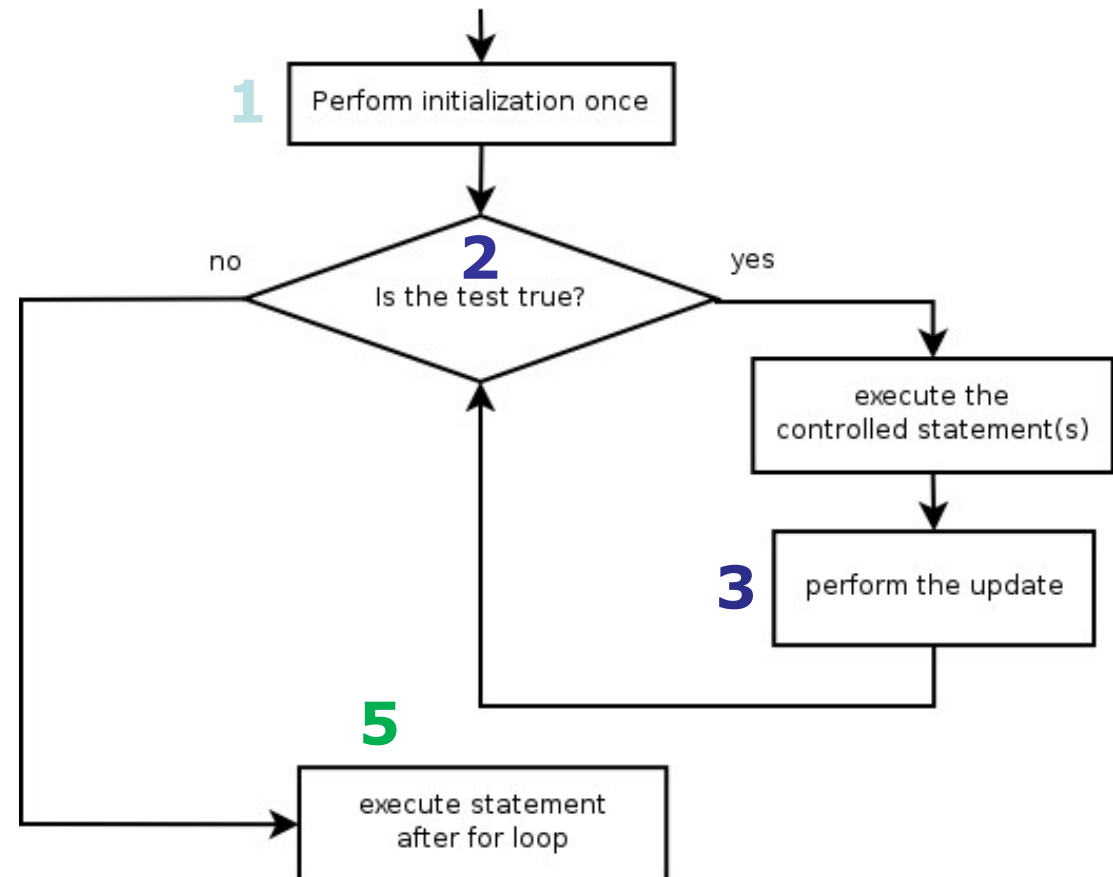 1
Perform initialization once
2
no
yes
Is the test true?
execute the
controlled statement(s)
3
perform the update
5
execute statement
after for loop